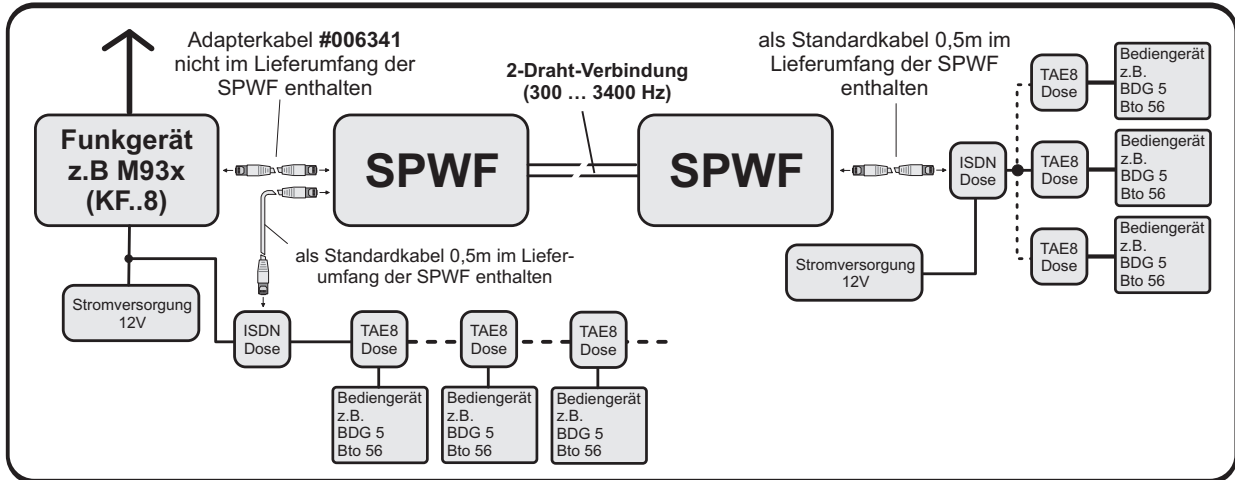 Adapterkabel #006341
nicht im Lieferumfang der
SPWF enthalten
2-Draht-Verbindung
(300 ... 3400 Hz)
als Standardkabel 0,5m im
Lieferumfang der SPWF
enthalten
Funkgerät
z.B M93x
(KF..8)
SPWF
SPWF
ISDN
Dose
TAE8
Dose
Bediengerät
z.B.
BDG 5
Bto 56
TAE8
Dose
Bediengerät
z.B.
BDG 5
Bto 56
TAE8
Dose
Bediengerät
z.B.
BDG 5
Bto 56
als Standardkabel 0,5m im Liefer-
umfang der SPWF enthalten
Stromversorgung
12V
Stromversorgung
12V
ISDN
Dose
TAE8
Dose
TAE8
Dose
TAE8
Dose
Bediengerät
z.B.
BDG 5
Bto 56
Bediengerät
z.B.
BDG 5
Bto 56
Bediengerät
z.B.
BDG 5
Bto 56